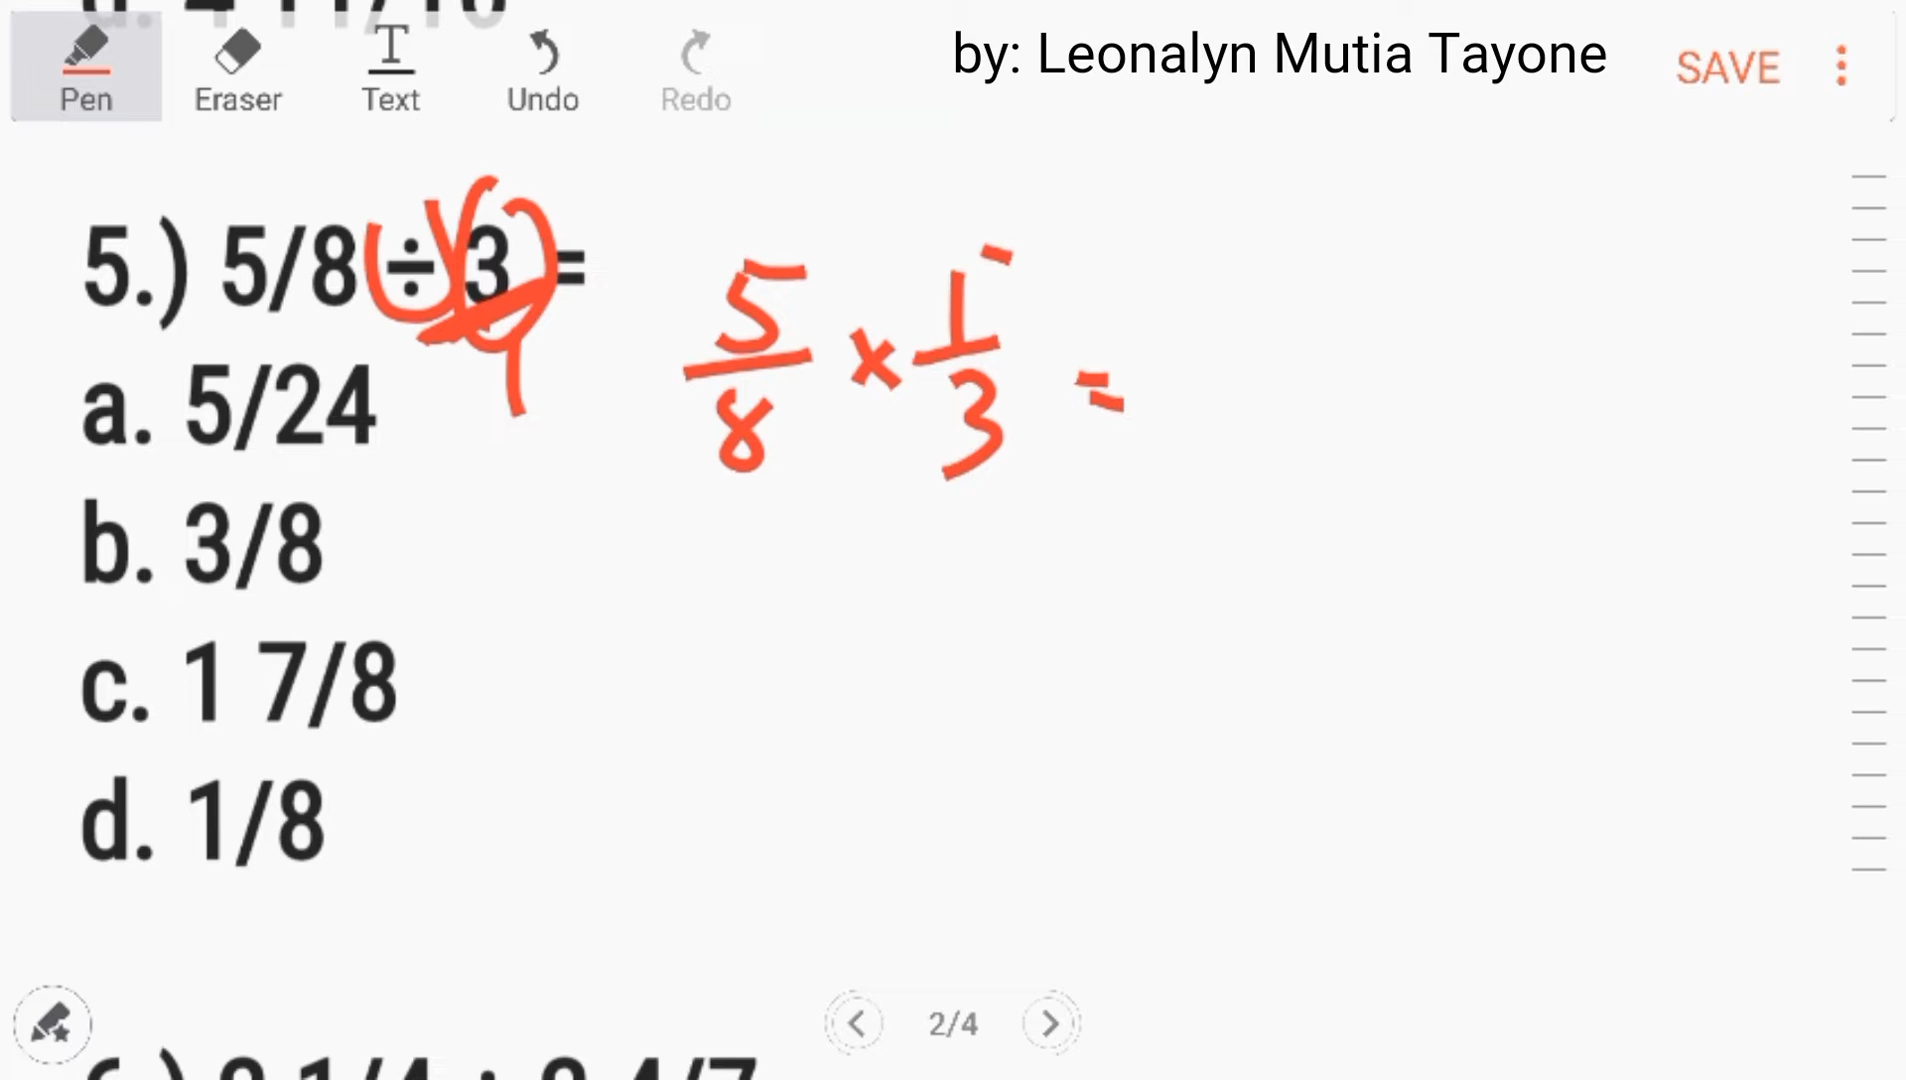 by: Leonalyn Mutia Tayone
Pen
Eraser
Text
Undo
Redo
SAVE
5.) 5/8 ÷ 3 =
1
5/8 × 1/3 =
a. 5/24
b. 3/8
c. 1 7/8
d. 1/8
2/4